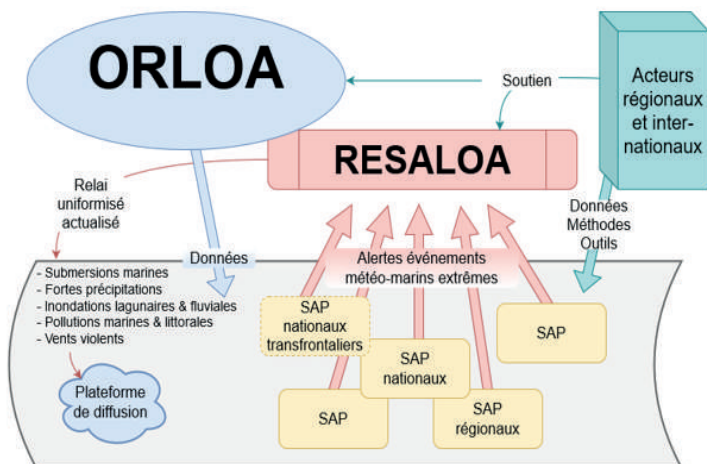 ORLOA
Soutien
Acteurs
régionaux
et inter-
nationaux
RESALOA
Relai
uniformisé
actualisé
Données
Méthodes
Outils
Données
Alertes événements
météo-marins extrêmes
- Submersions marines
- Fortes précipitations
- Inondations lagunaires & fluviales
- Pollutions marines & littorales
- Vents violents
SAP
nationaux
transfrontaliers
SAP
SAP
nationaux
SAP
SAP
régionaux
Plateforme
de diffusion